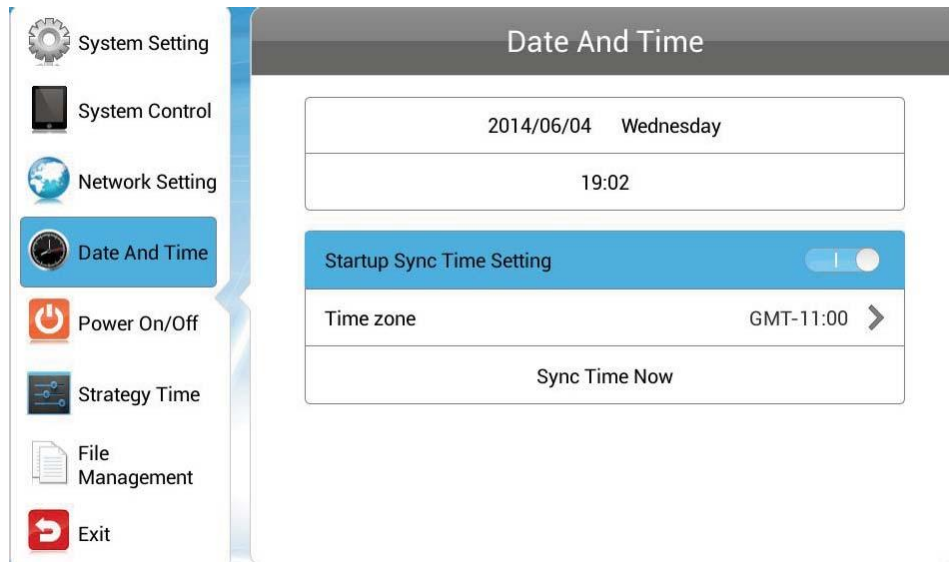 System Setting
System Control
Network Setting
Date And Time
Power On/Off
Strategy Time
File
Management
Exit
Date And Time
2014/06/04 Wednesday
19:02
Startup Sync Time Setting
Time zone GMT-11:00
Sync Time Now